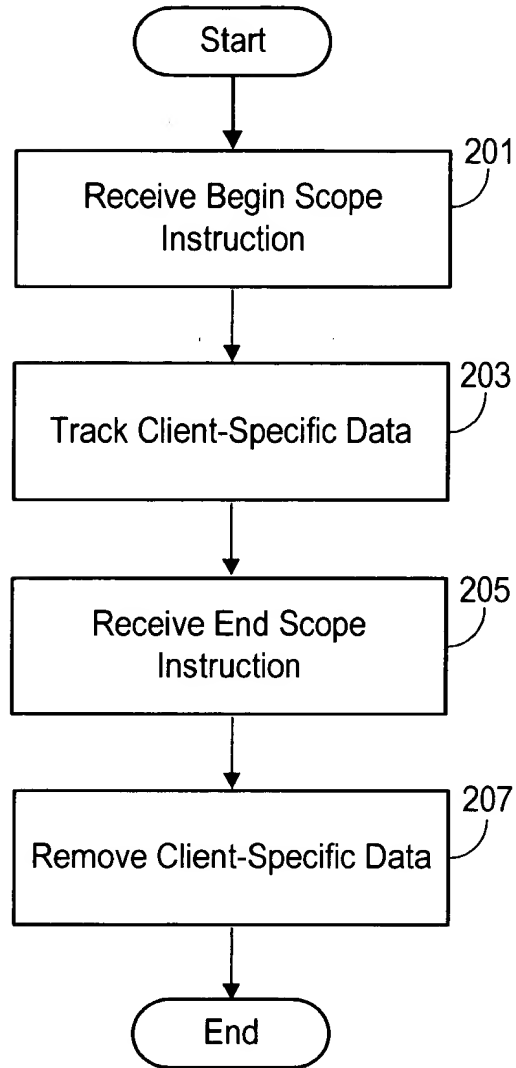 Start
201
Receive Begin Scope
Instruction
203
Track Client-Specific Data
205
Receive End Scope
Instruction
207
Remove Client-Specific Data
End